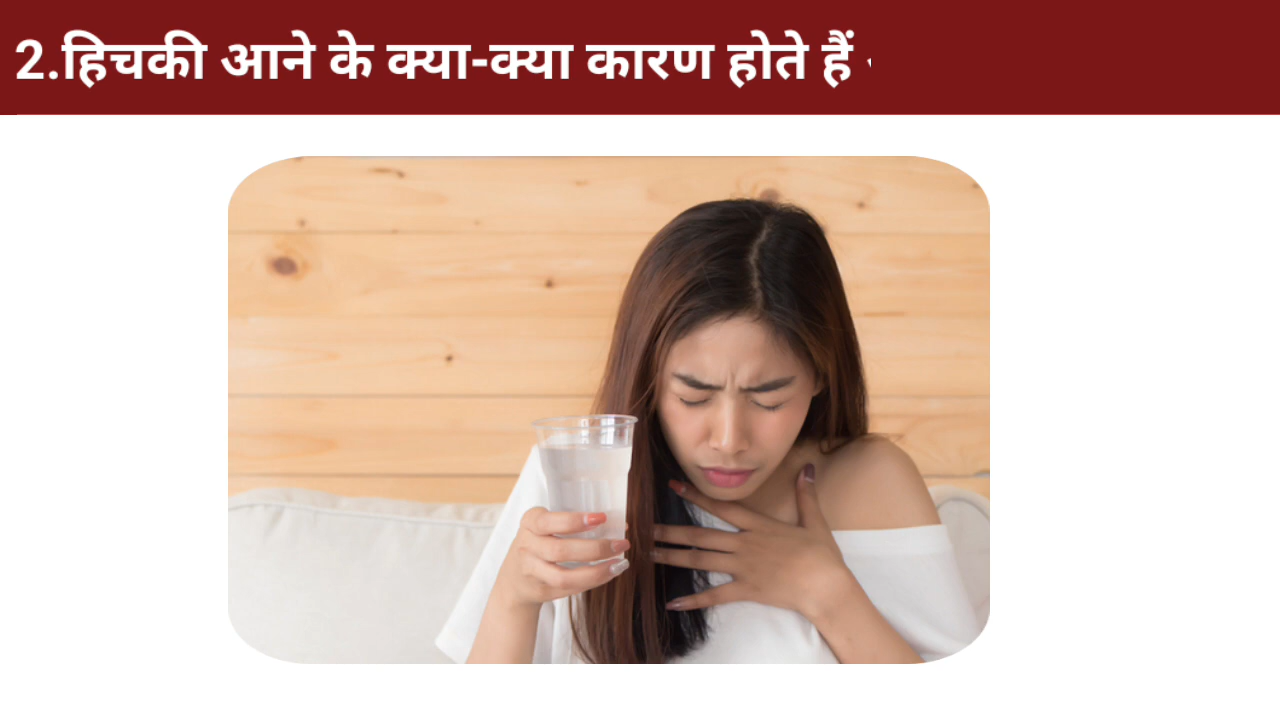 2.हिचकी आने के क्या-क्या कारण होते हैं